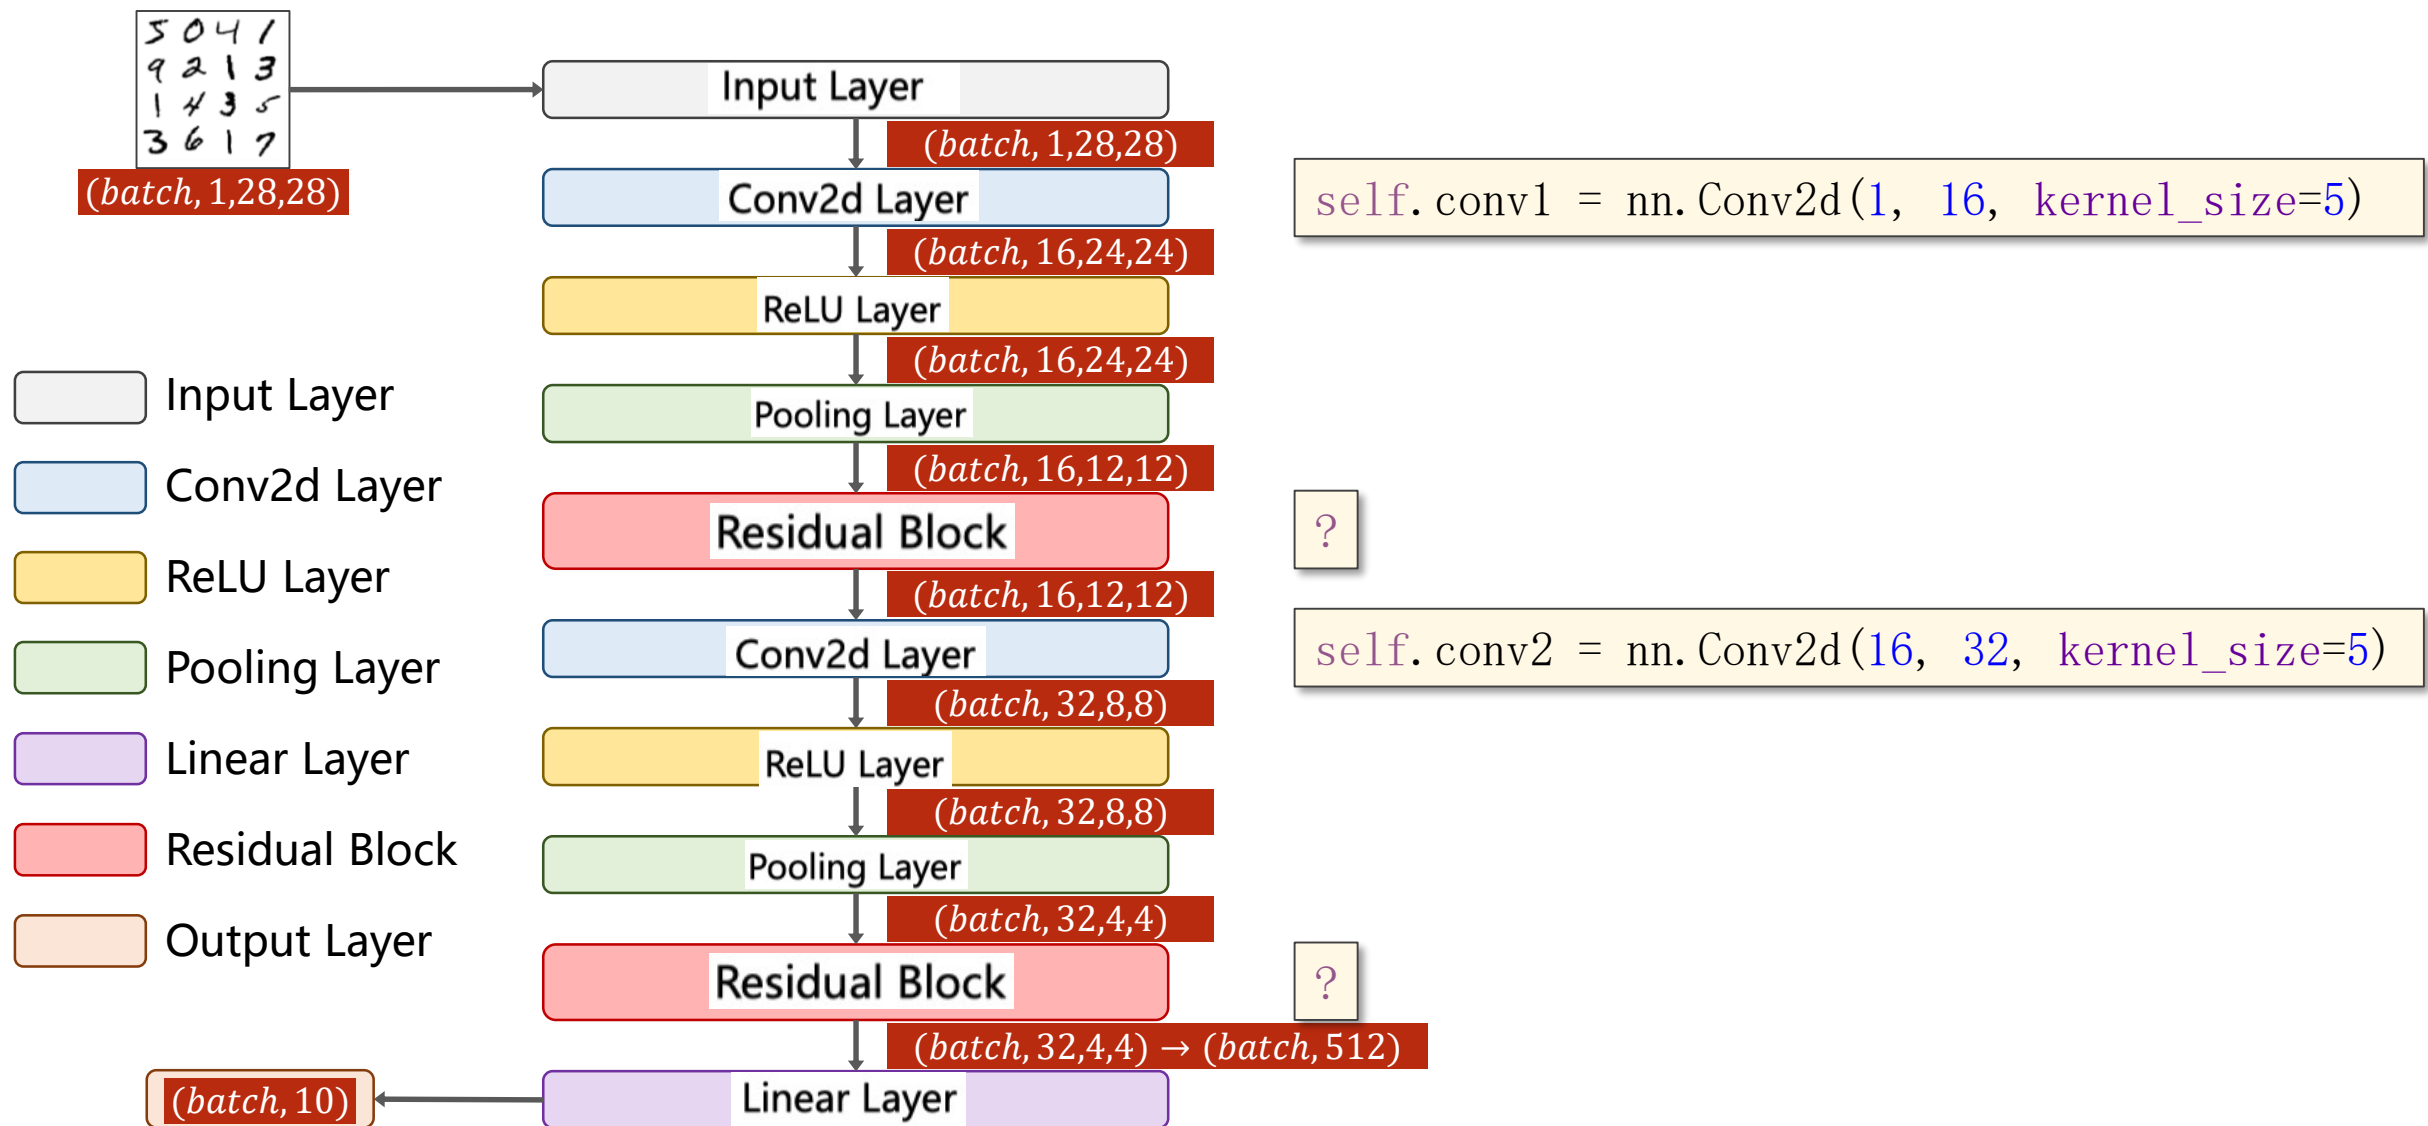 5 0 4 1
9 2 1 3
1 4 3 5
3 6 1 7
(batch, 1,28,28)
Input Layer
(batch, 1,28,28)
Conv2d Layer
self.conv1 = nn.Conv2d(1, 16, kernel_size=5)
(batch, 16,24,24)
ReLU Layer
(batch, 16,24,24)
Pooling Layer
(batch, 16,12,12)
Residual Block
?
(batch, 16,12,12)
Conv2d Layer
self.conv2 = nn.Conv2d(16, 32, kernel_size=5)
(batch, 32,8,8)
ReLU Layer
(batch, 32,8,8)
Pooling Layer
(batch, 32,4,4)
Residual Block
?
(batch, 32,4,4) → (batch, 512)
Linear Layer
(batch, 10)
Input Layer
Conv2d Layer
ReLU Layer
Pooling Layer
Linear Layer
Residual Block
Output Layer